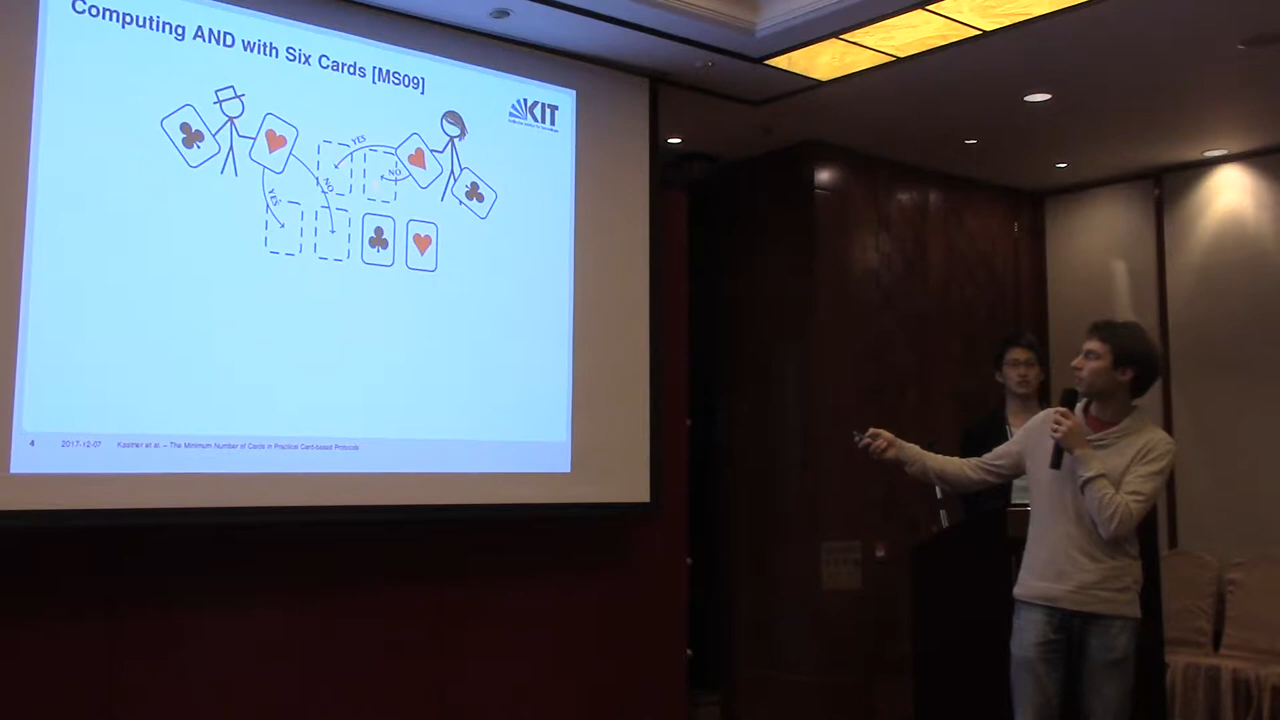 Computing AND with Six Cards [MS09]
KIT
YES
NO
YES
NO
4 2017-12-07 Kastner et al. – The Minimum Number of Cards in Practical Card-based Protocols